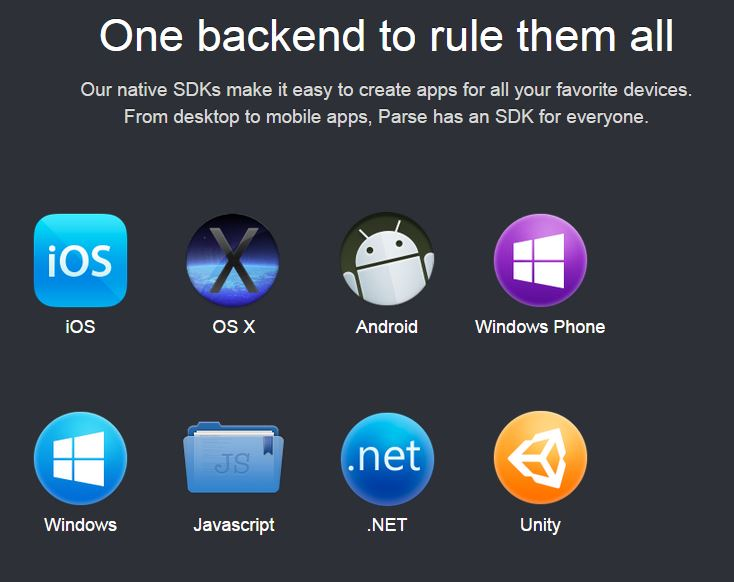 One backend to rule them all
Our native SDKs make it easy to create apps for all your favorite devices.
From desktop to mobile apps, Parse has an SDK for everyone.
iOS
X
iOS
OS X
Android
Windows Phone
JS
.net
Windows
Javascript
.NET
Unity